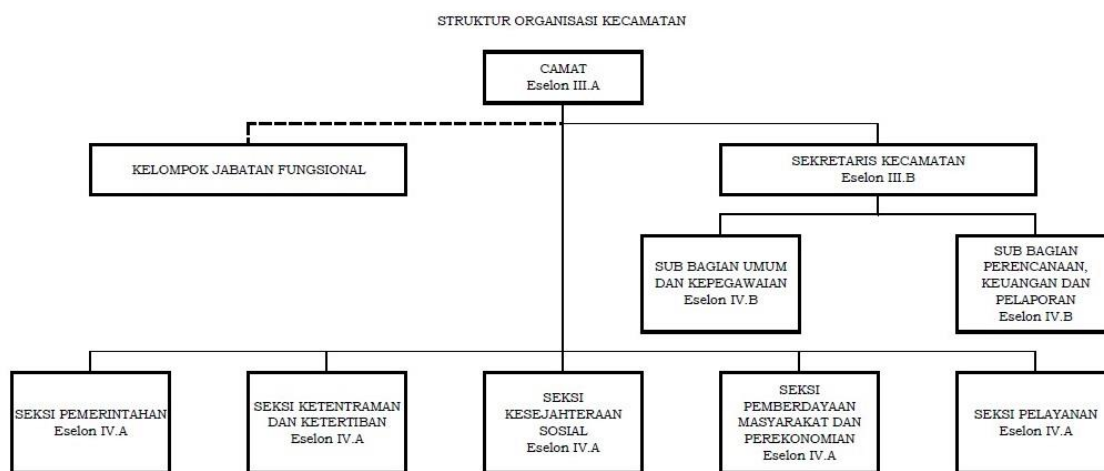 STRUKTUR ORGANISASI KECAMATAN
CAMAT
Eselon III.A
KELOMPOK JABATAN FUNGSIONAL
SEKRETARIS KECAMATAN
Eselon III.B
SUB BAGIAN UMUM
DAN KEPEGAWAIAN
Eselon IV.B
SUB BAGIAN
PERENCANAAN,
KEUANGAN DAN
PELAPORAN
Eselon IV.B
SEKSI PEMERINTAHAN
Eselon IV.A
SEKSI KETENTRAMAN
DAN KETERTIBAN
Eselon IV.A
SEKSI
KESEJAHTERAAN
SOSIAL
Eselon IV.A
SEKSI
PEMBERDAYAAN
MASYARAKAT DAN
PEREKONOMIAN
Eselon IV.A
SEKSI PELAYANAN
Eselon IV.A